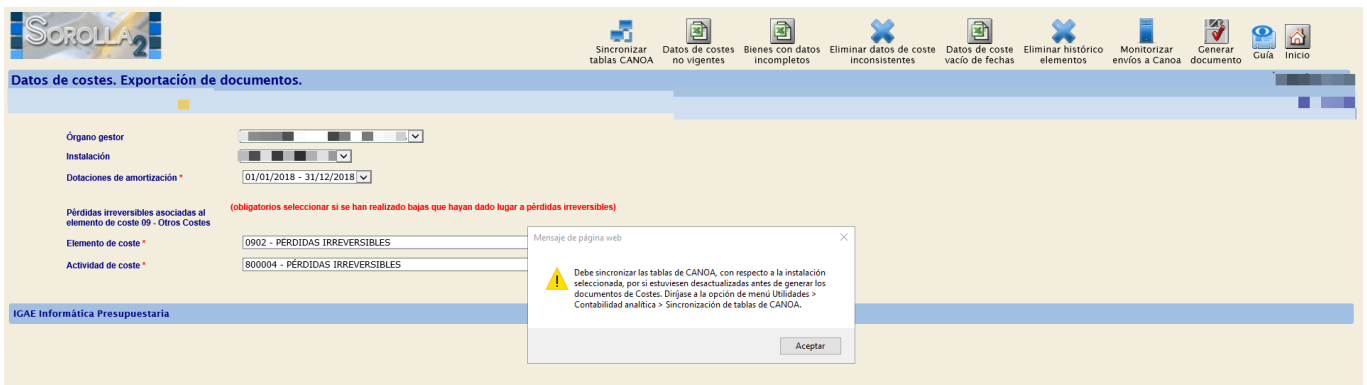 SOROLLA2
Sincronizar tablas CANOA
Datos de costes no vigentes
Bienes con datos incompletos
Eliminar datos de coste inconsistentes
Datos de coste vacío de fechas
Eliminar histórico elementos
Monitorizar envíos a Canoa
Generar documento
Guía
Inicio
Datos de costes. Exportación de documentos.
Órgano gestor
Instalación
Dotaciones de amortización *
01/01/2018 - 31/12/2018
Pérdidas irreversibles asociadas al
elemento de coste 09 - Otros Costes
(obligatorios seleccionar si se han realizado bajas que hayan dado lugar a pérdidas irreversibles)
Elemento de coste *
0902 - PÉRDIDAS IRREVERSIBLES
Actividad de coste *
800004 - PÉRDIDAS IRREVERSIBLES
Mensaje de página web
Debe sincronizar las tablas de CANOA, con respecto a la instalación
seleccionada, por si estuviesen desactualizadas antes de generar los
documentos de Costes. Diríjase a la opción de menú Utilidades >
Contabilidad analítica > Sincronización de tablas de CANOA.
Aceptar
IGAE Informática Presupuestaria